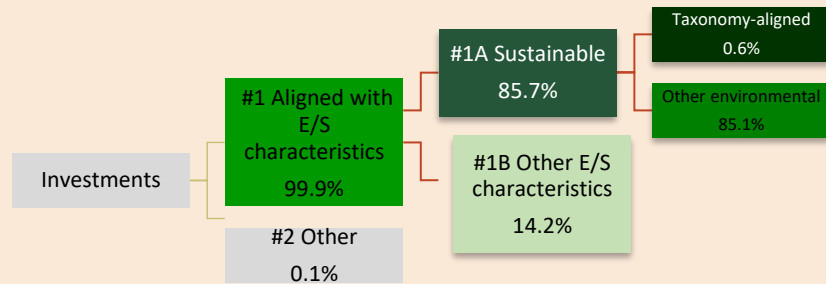 Investments
#1 Aligned with
E/S
characteristics
99.9%
#2 Other
0.1%
#1A Sustainable
85.7%
#1B Other E/S
characteristics
14.2%
Taxonomy-aligned
0.6%
Other environmental
85.1%